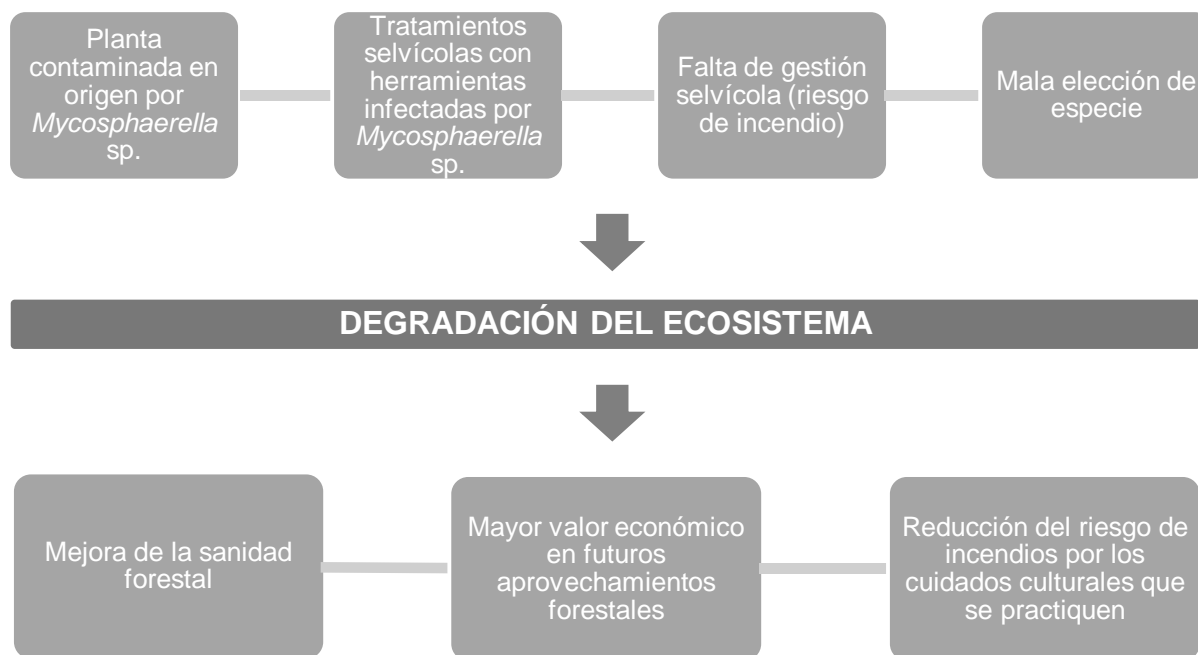 Planta
contaminada en
origen por
Mycosphaerella
sp.
Tratamientos
selvícolas con
herramientas
infectadas por
Mycosphaerella
sp.
Falta de gestión
selvícola (riesgo
de incendio)
Mala elección de
especie
DEGRADACIÓN DEL ECOSISTEMA
Mejora de la sanidad
forestal
Mayor valor económico
en futuros
aprovechamientos
forestales
Reducción del riesgo de
incendios por los
cuidados culturales que
se practiquen